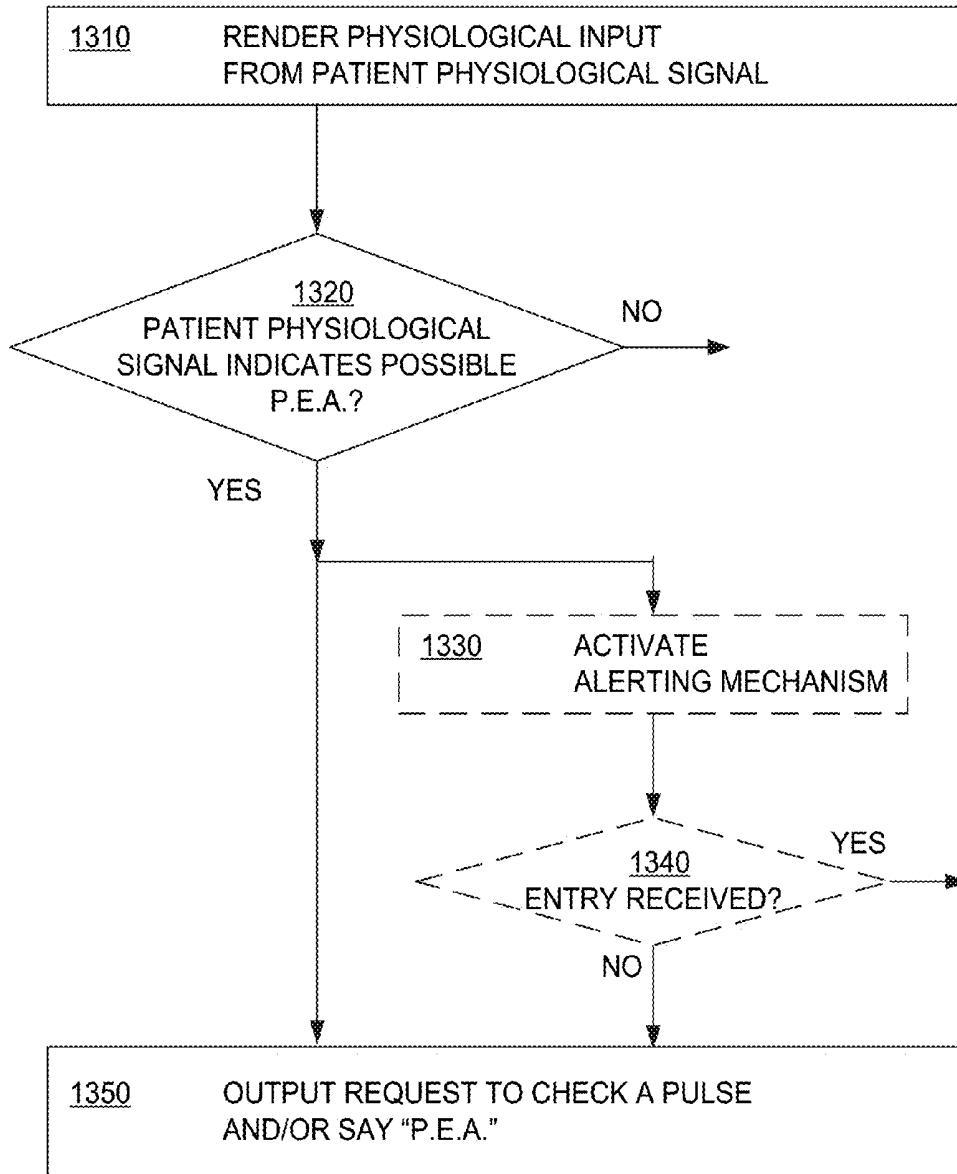 1310 RENDER PHYSIOLOGICAL INPUT
FROM PATIENT PHYSIOLOGICAL SIGNAL
1320
PATIENT PHYSIOLOGICAL
SIGNAL INDICATES POSSIBLE
P.E.A.?
NO
YES
1330 ACTIVATE
ALERTING MECHANISM
1340
ENTRY RECEIVED?
YES
NO
1350 OUTPUT REQUEST TO CHECK A PULSE
AND/OR SAY “P.E.A.”